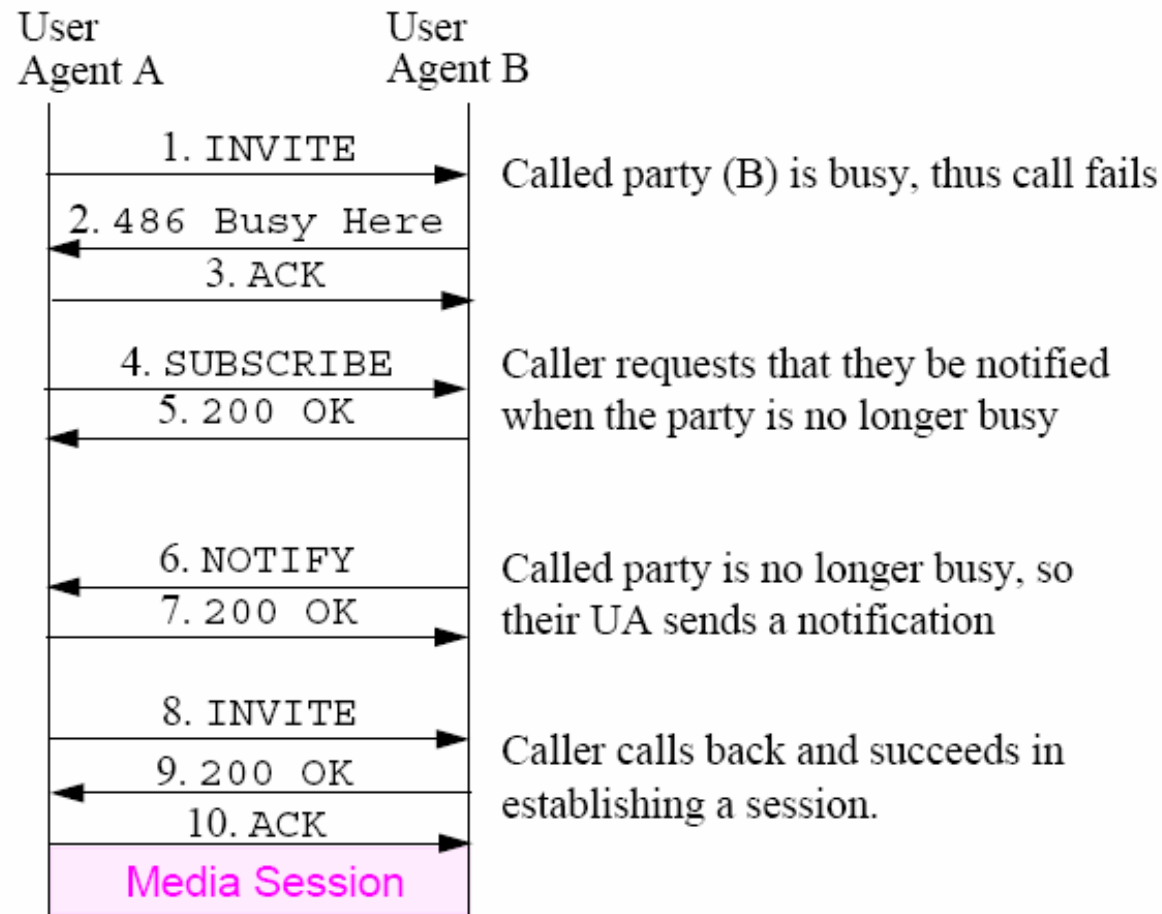 User
Agent A
User
Agent B
1. INVITE
Called party (B) is busy, thus call fails
2. 486 Busy Here
3. ACK
4. SUBSCRIBE
Caller requests that they be notified
when the party is no longer busy
5. 200 OK
6. NOTIFY
Called party is no longer busy, so
their UA sends a notification
7. 200 OK
8. INVITE
Caller calls back and succeeds in
establishing a session.
9. 200 OK
10. ACK
Media Session